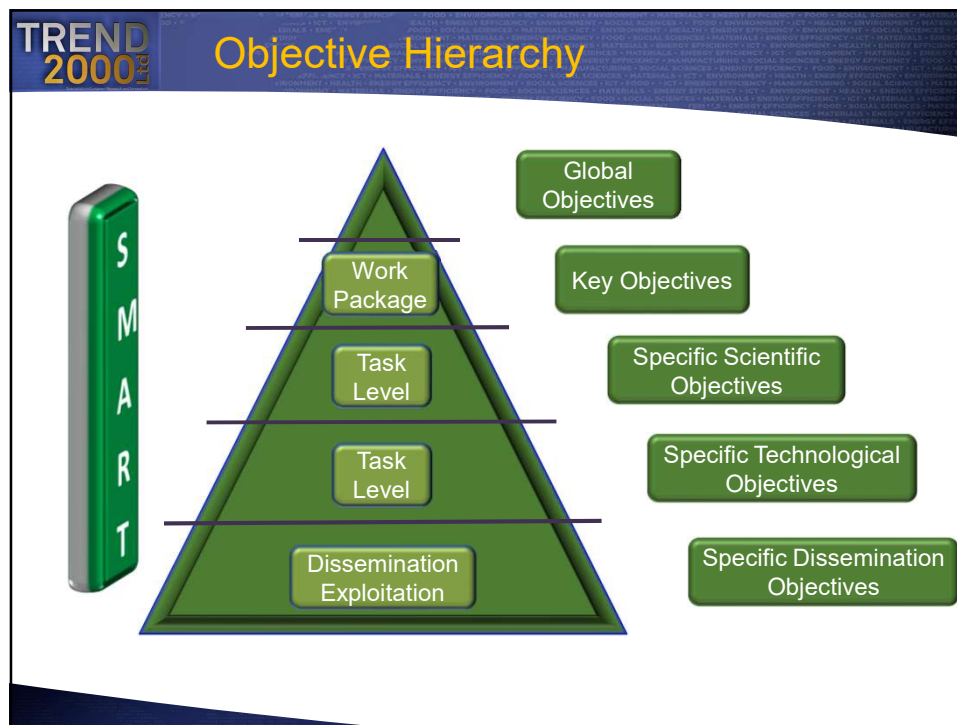 TREND
2000 Ltd
Objective Hierarchy
S
M
A
R
T
Global
Objectives
Work
Package
Key Objectives
Task
Level
Specific Scientific
Objectives
Task
Level
Specific Technological
Objectives
Dissemination
Exploitation
Specific Dissemination
Objectives